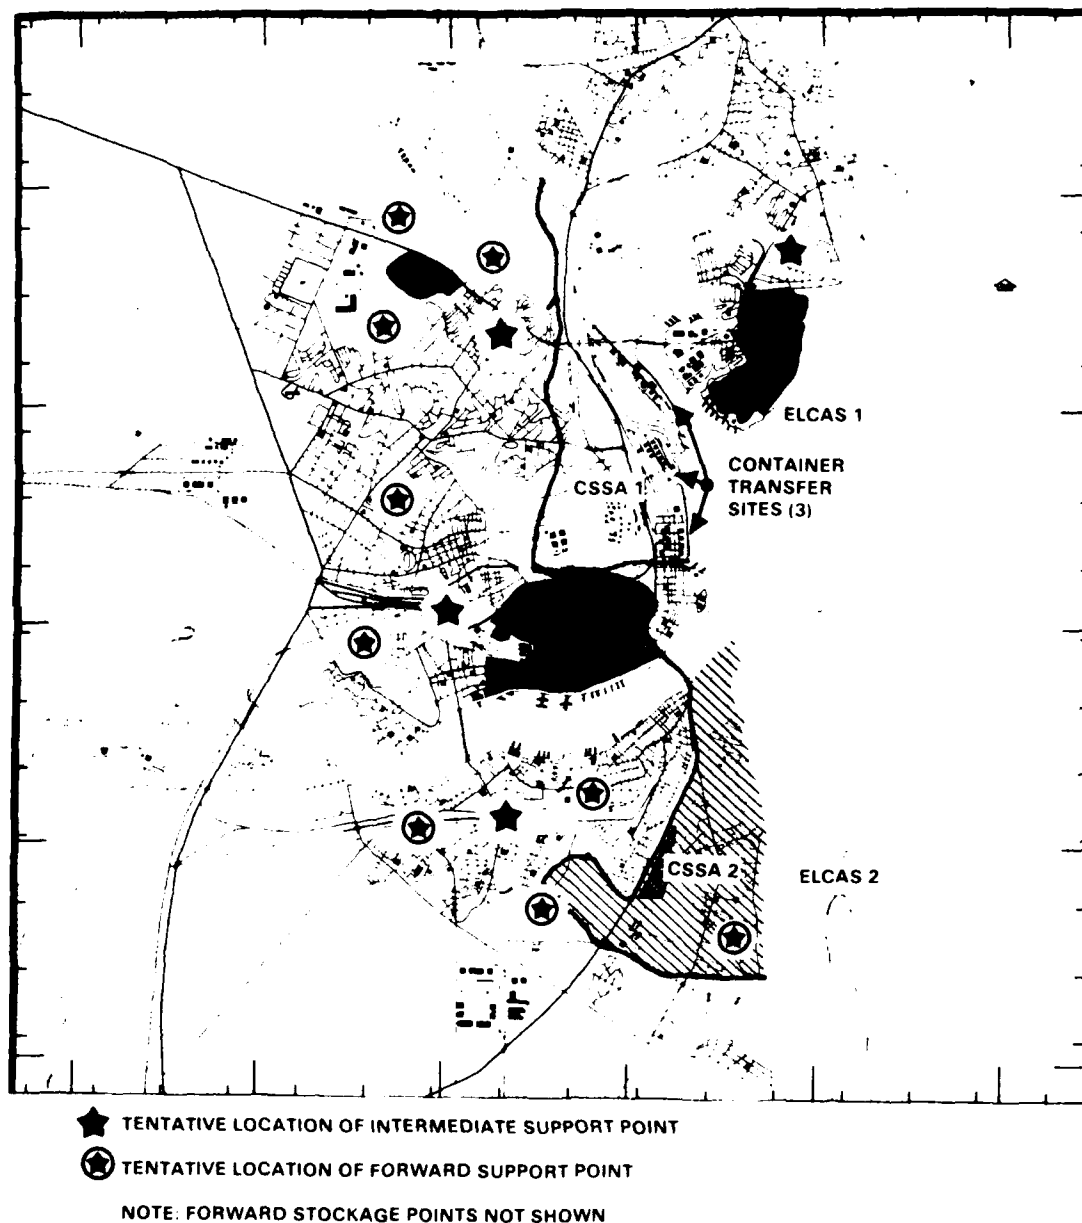 ELCAS 1
CONTAINER
TRANSFER
SITES (3)
CSSA 1
CSSA 2
ELCAS 2
TENTATIVE LOCATION OF INTERMEDIATE SUPPORT POINT
TENTATIVE LOCATION OF FORWARD SUPPORT POINT
NOTE: FORWARD STOCKAGE POINTS NOT SHOWN